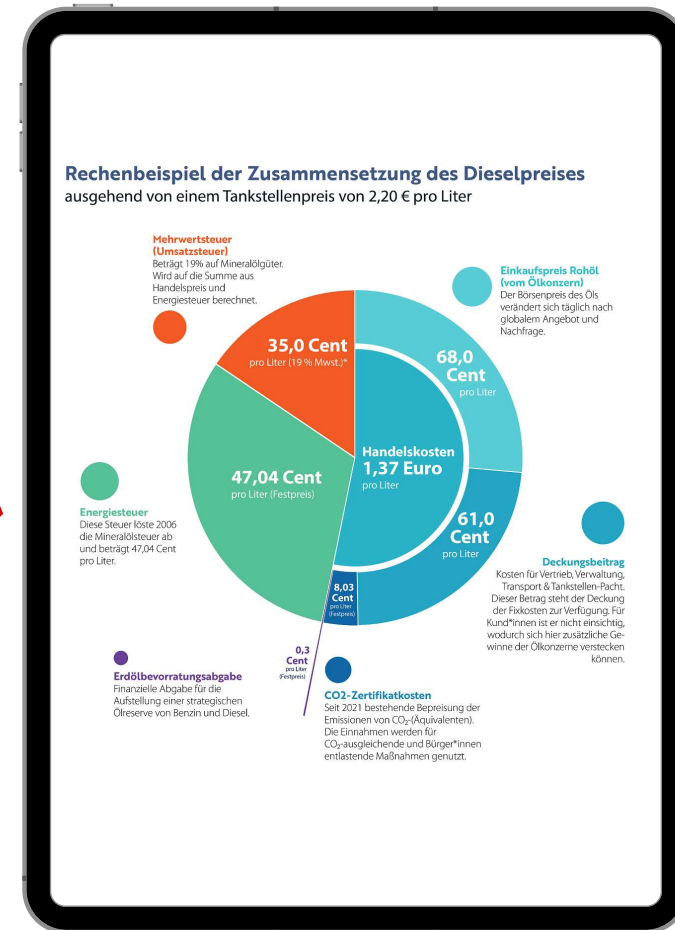 Rechenbeispiel der Zusammensetzung des Dieselpreises
ausgehend von einem Tankstellenpreis von 2,20 € pro Liter
Mehrwertsteuer
(Umsatzsteuer)
Beträgt 19% auf Mineralölgüter.
Wird auf die Summe aus
Handelspreis und
Energiesteuer berechnet.
Einkaufspreis Rohöl
(vom Ölkonzern)
Der Börsenpreis des Öls
verändert sich täglich nach
globalem Angebot und
Nachfrage.
35,0 Cent
pro Liter (19 % Mwst.)*
68,0
Cent
pro Liter
Handelskosten
1,37 Euro
pro Liter
47,04 Cent
pro Liter (Festpreis)
Energiesteuer
Diese Steuer löste 2006
die Mineralölsteuer ab
und beträgt 47,04 Cent
pro Liter.
61,0
Cent
pro Liter
Deckungsbeitrag
Kosten für Vertrieb, Verwaltung,
Transport & Tankstellen-Pacht.
Dieser Betrag steht der Deckung
der Fixkosten zur Verfügung. Für
Kund*innen ist er nicht einsichtig,
wodurch sich hier zusätzliche Ge-
winne der Ölkonzerne verstecken
können.
8,03
Cent
pro Liter
(Festpreis)
0,3
Cent
pro Liter
(Festpreis)
Erdölbevorratungsabgabe
Finanzielle Abgabe für die
Aufstellung einer strategischen
Ölreserve von Benzin und Diesel.
CO2-Zertifikatkosten
Seit 2021 bestehende Bepreisung der
Emissionen von CO₂-(Äquivalenten).
Die Einnahmen werden für
CO₂-ausgleichende und Bürger*innen
entlastende Maßnahmen genutzt.